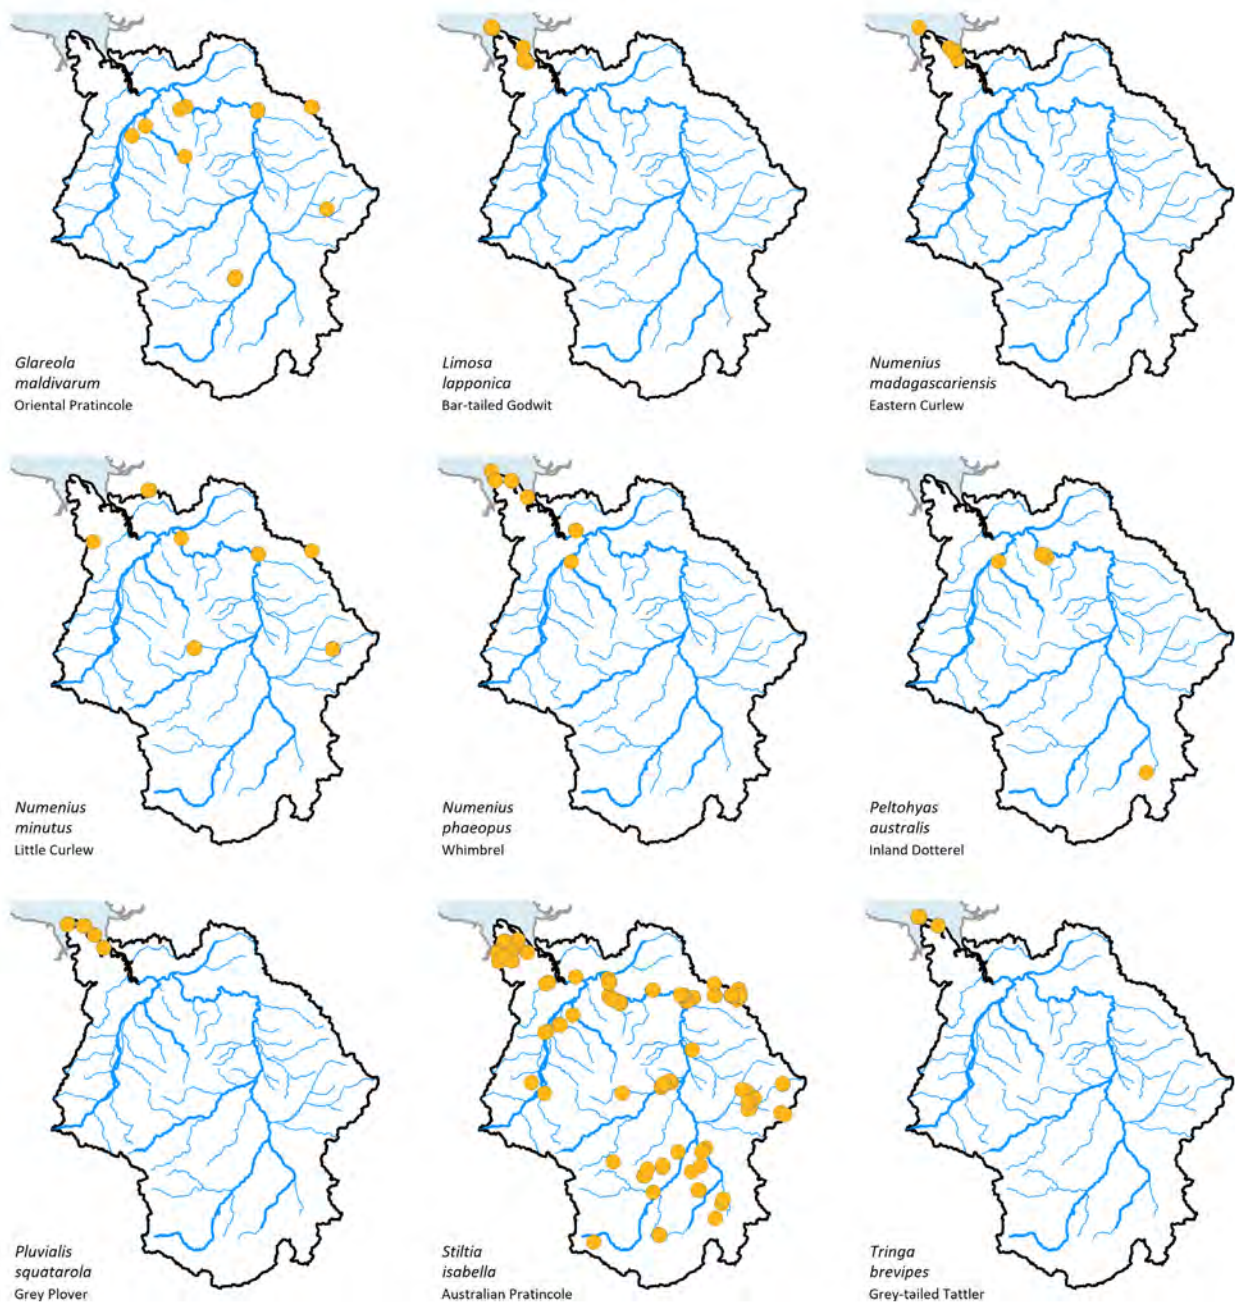 Glareola
maldivarum
Oriental Pratincole
Limosa
lapponica
Bar-tailed Godwit
Numenius
madagascariensis
Eastern Curlew
Numenius
minutus
Little Curlew
Numenius
phaeopus
Whimbrel
Peltohyas
australis
Inland Dotterel
Pluvialis
squatarola
Grey Plover
Stiltia
isabella
Australian Pratincole
Tringa
brevipes
Grey-tailed Tattler